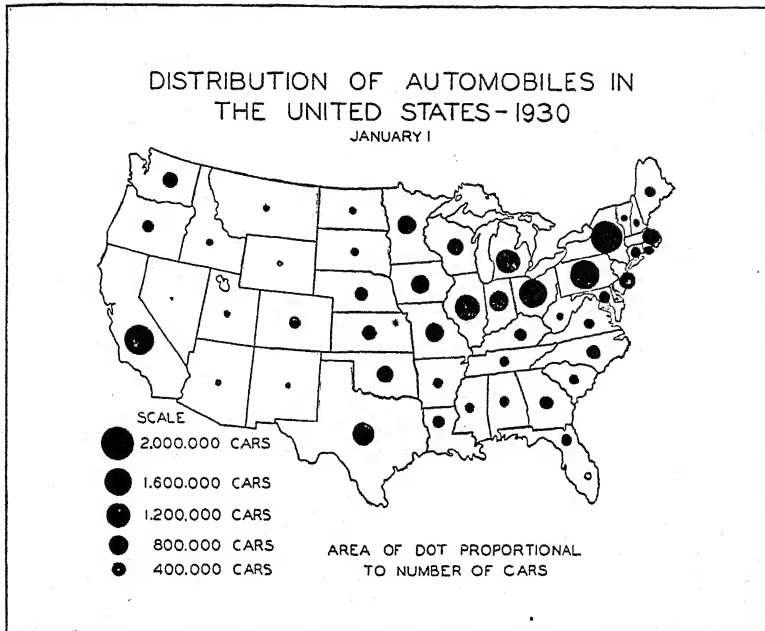 DISTRIBUTION OF AUTOMOBILES IN
THE UNITED STATES-1930
JANUARY 1
SCALE
2.000.000 CARS
1.600.000 CARS
1.200,000 CARS
800.000 CARS
400.000 CARS
AREA OF DOT PROPORTIONAL
TO NUMBER OF CARS